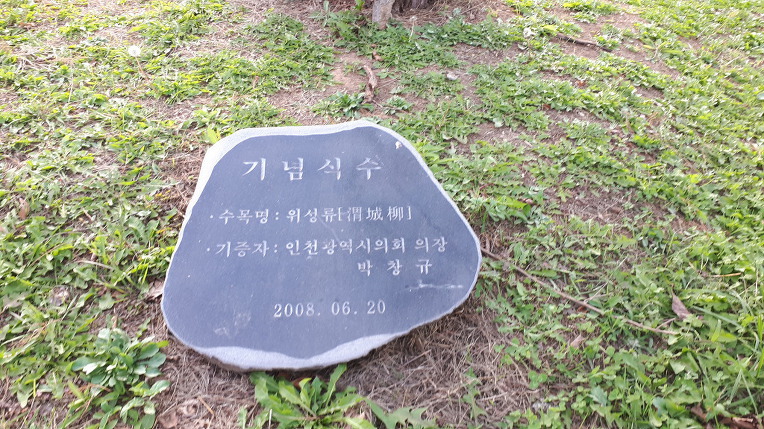 기념식수
·수목명 : 위성류[渭城柳]
·기증자 : 인천광역시의회 의장
박창규
2008. 06. 20